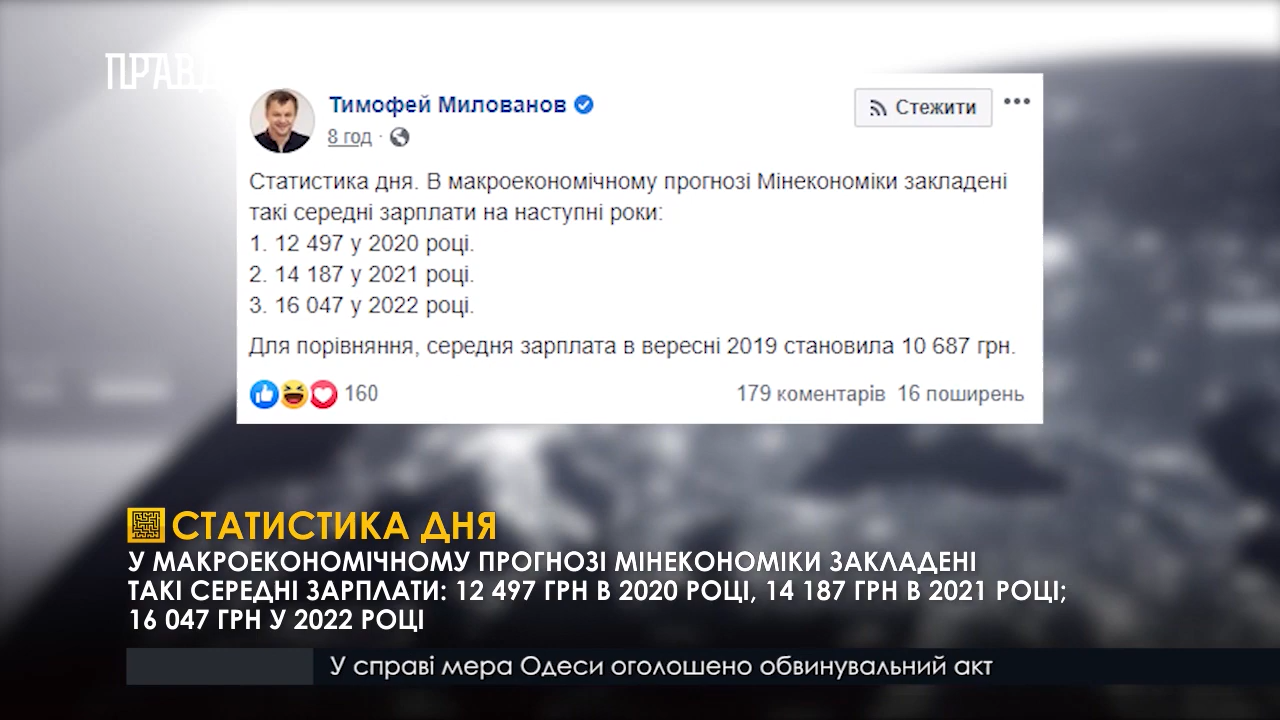 Тимофей Милованов
8 год ·
Стежити
Статистика дня. В макроекономічному прогнозі Мінекономіки закладені
такі середні зарплати на наступні роки:
1. 12 497 у 2020 році.
2. 14 187 у 2021 році.
3. 16 047 у 2022 році.
Для порівняння, середня зарплата в вересні 2019 становила 10 687 грн.
160
179 коментарів 16 поширень
СТАТИСТИКА ДНЯ
У МАКРОЕКОНОМІЧНОМУ ПРОГНОЗІ МІНЕКОНОМІКИ ЗАКЛАДЕНІ
ТАКІ СЕРЕДНІ ЗАРПЛАТИ: 12 497 ГРН В 2020 РОЦІ, 14 187 ГРН В 2021 РОЦІ;
16 047 ГРН У 2022 РОЦІ
У справі мера Одеси оголошено обвинувальний акт